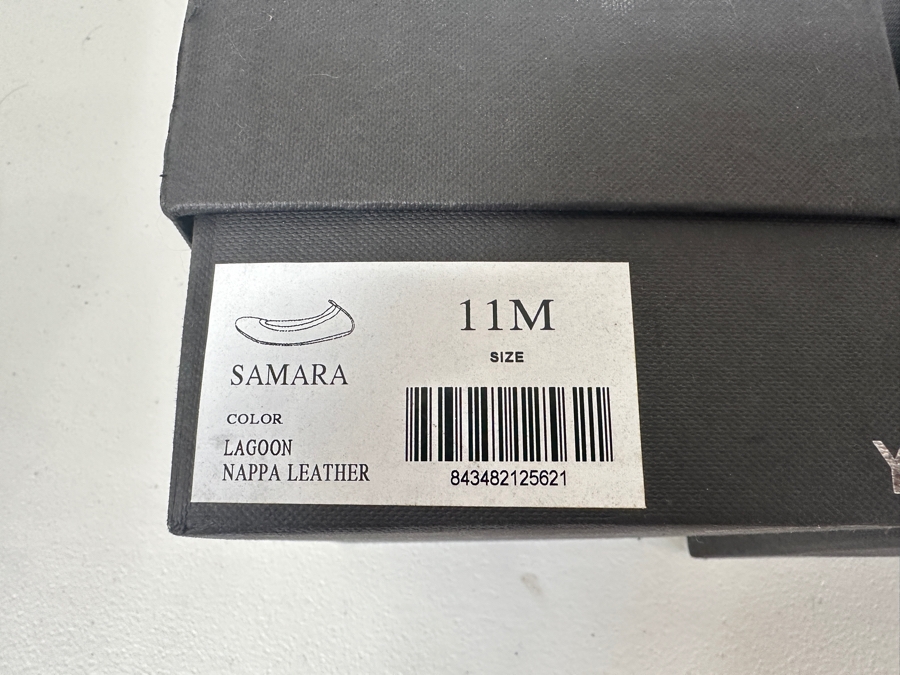 11M
SIZE
SAMARA
COLOR
LAGOON
NAPPA LEATHER
843482125621
Y